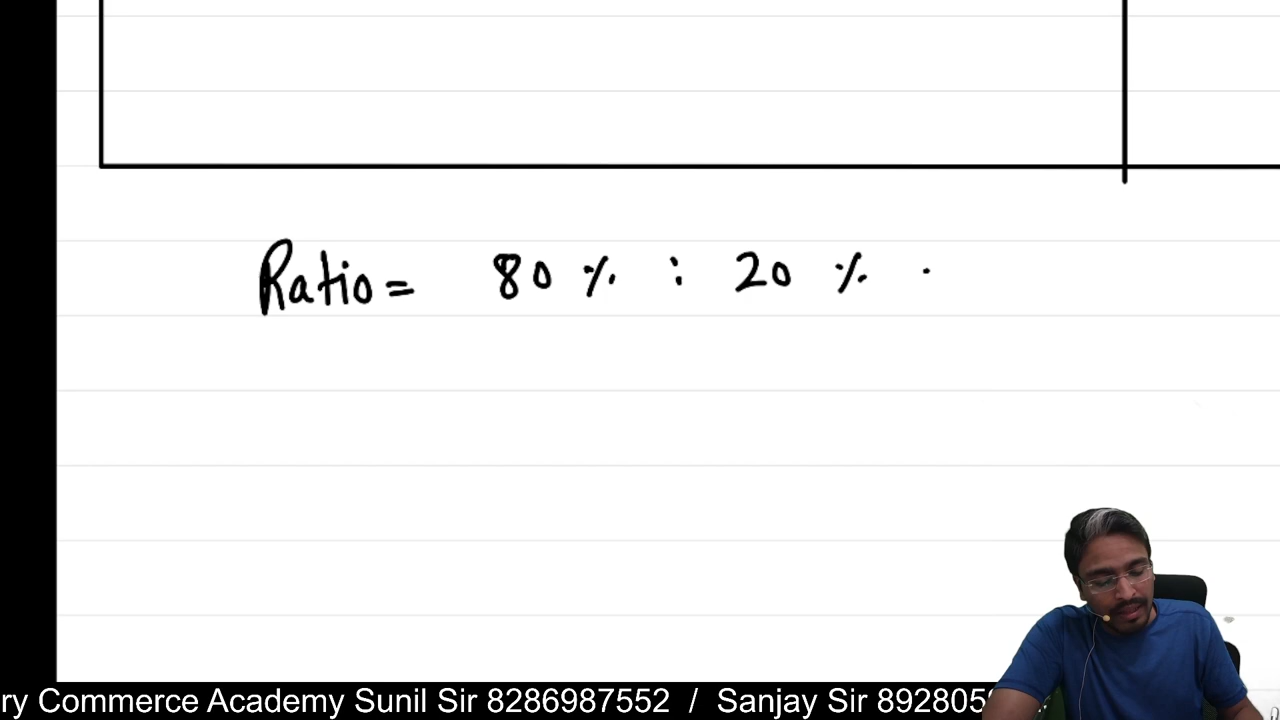 Ratio = 80 % : 20 %
ry Commerce Academy Sunil Sir 8286987552 / Sanjay Sir 892805